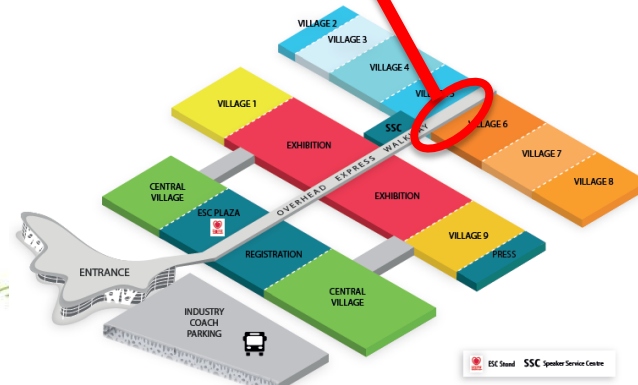 VILLAGE 2
VILLAGE 3
VILLAGE 4
VILLAGE 1
SSC
VILLAGE 6
EXHIBITION
VILLAGE 7
OVERHEAD EXPRESS WALKWAY
VILLAGE 8
CENTRAL
VILLAGE
EXHIBITION
ESC PLAZA
VILLAGE 9
REGISTRATION
PRESS
ENTRANCE
CENTRAL
VILLAGE
INDUSTRY
COACH
PARKING
ESC Stand SSC Speaker Service Centre